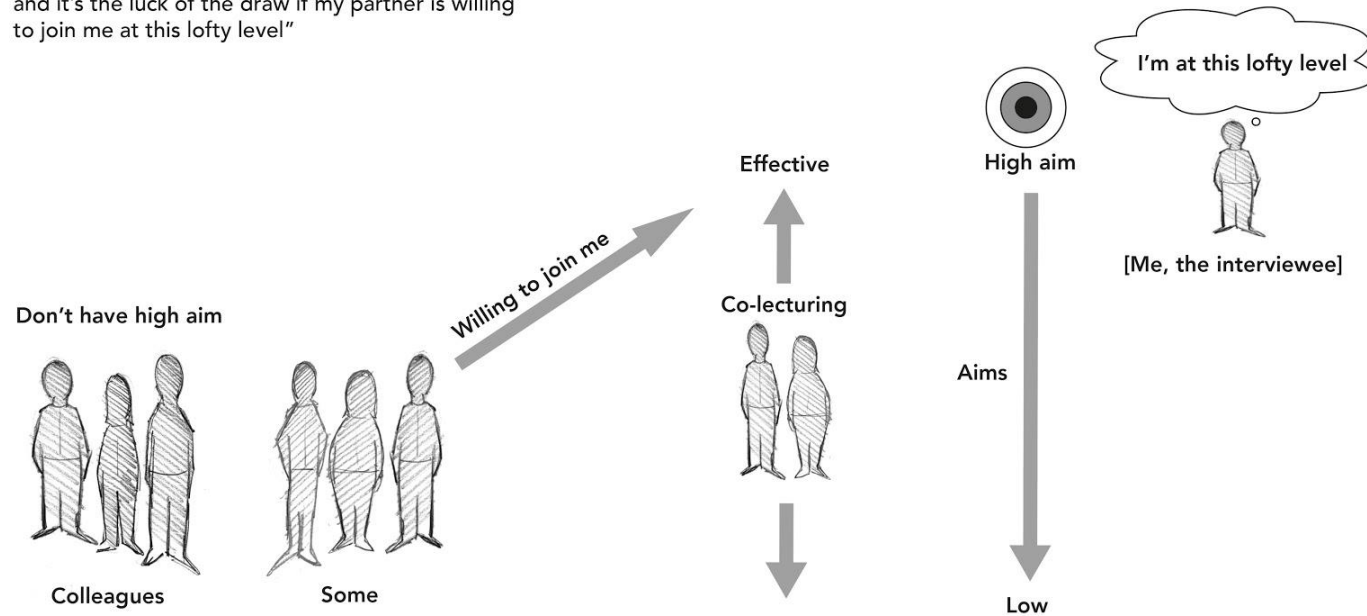 and it's the luck of the draw if my partner is willing
to join me at this lofty level”
I'm at this lofty level
High aim
[Me, the interviewee]
Effective
Willing to join me
Co-lecturing
Don't have high aim
Aims
Colleagues
Some
Low